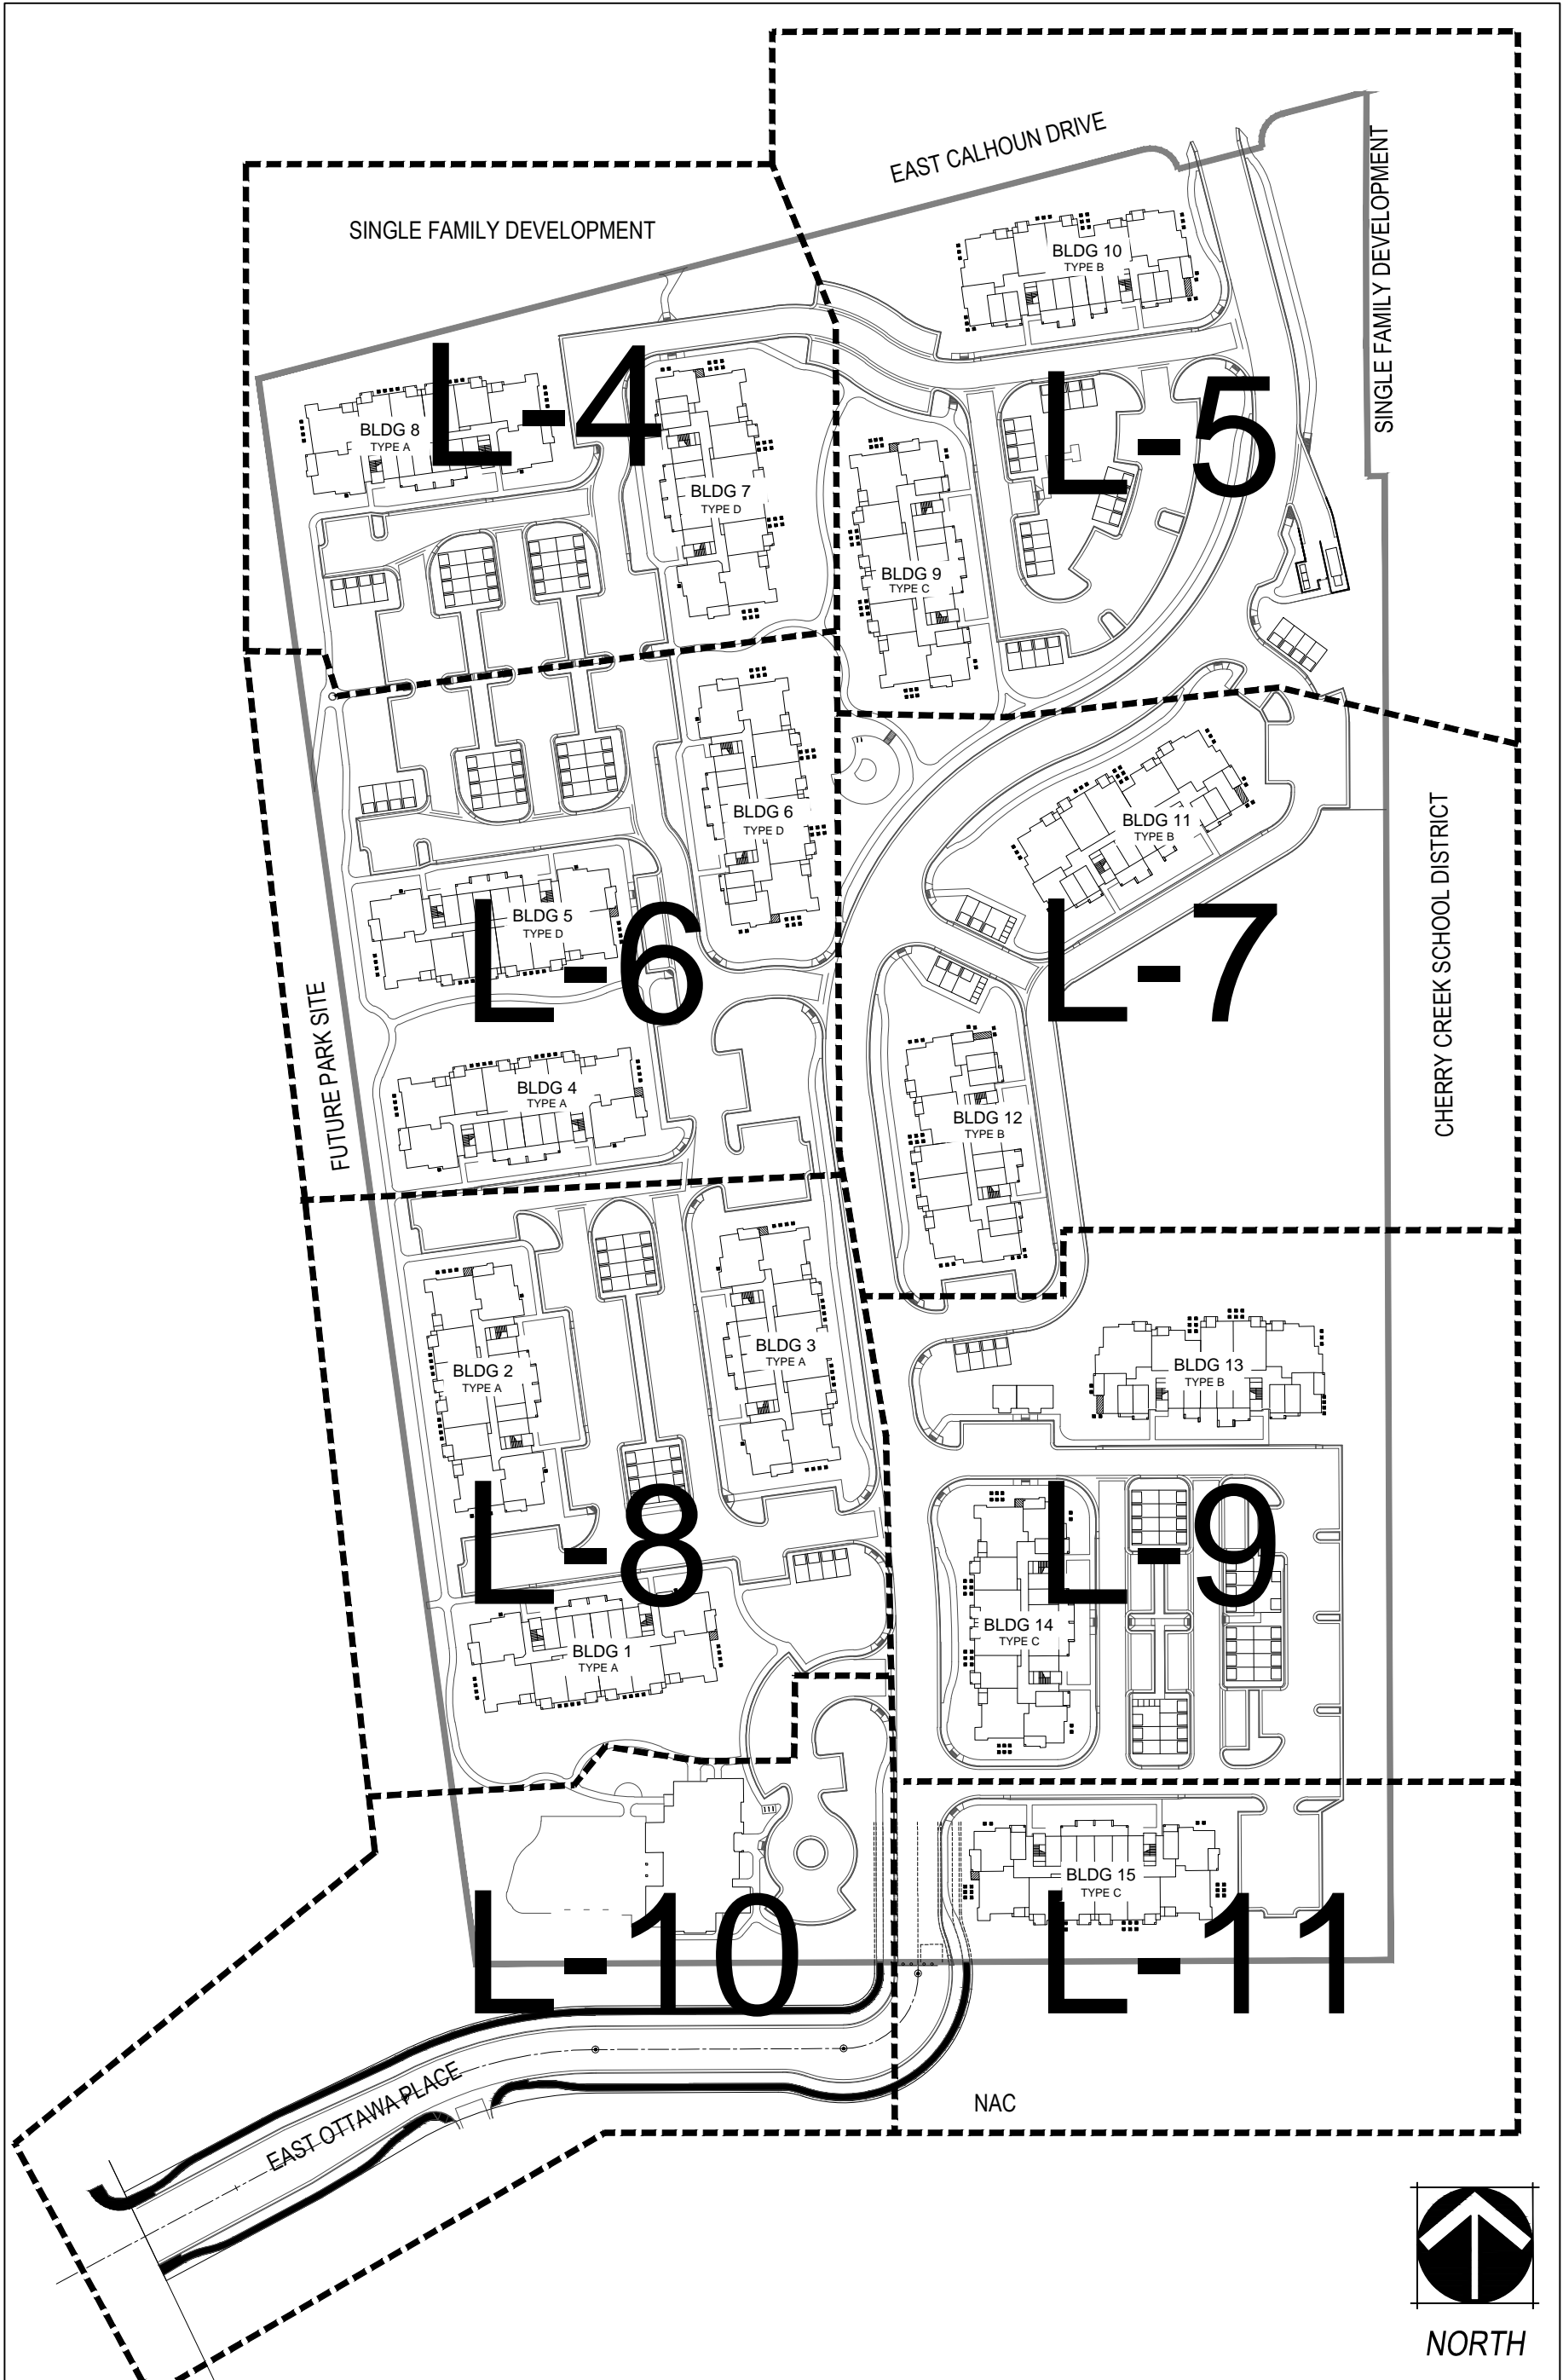 EAST CALHOUN DRIVE
SINGLE FAMILY DEVELOPMENT
SINGLE FAMILY DEVELOPMENT
BLDG 10
TYPE B
L-4
L-5
BLDG 8
TYPE A
BLDG 7
TYPE D
BLDG 9
TYPE C
BLDG 6
TYPE D
BLDG 11
TYPE B
CHERRY CREEK SCHOOL DISTRICT
BLDG 5
TYPE D
L-6
L-7
FUTURE PARK SITE
BLDG 4
TYPE A
BLDG 12
TYPE B
BLDG 3
TYPE A
BLDG 2
TYPE A
BLDG 13
TYPE B
L-8
L-9
BLDG 14
TYPE C
BLDG 1
TYPE A
BLDG 15
TYPE C
L-10
L-11
EAST OTTAWA PLACE
NAC
NORTH